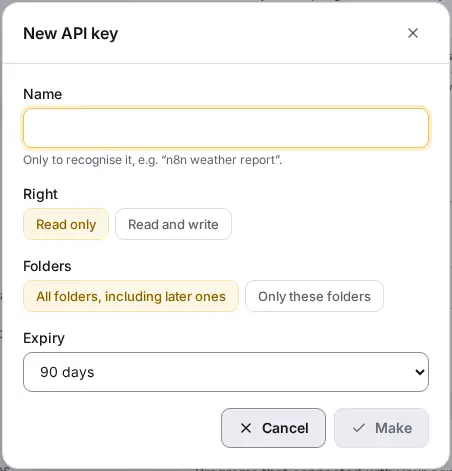 New API key
Name
Only to recognise it, e.g. “n8n weather report”.
Right
Read only
Read and write
Folders
All folders, including later ones
Only these folders
Expiry
90 days
Cancel
Make